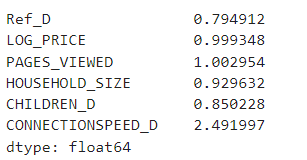 Ref_D 0.794912
LOG_PRICE 0.999348
PAGES_VIEWED 1.002954
HOUSEHOLD_SIZE 0.929632
CHILDREN_D 0.850228
CONNECTIONSPEED_D 2.491997
dtype: float64